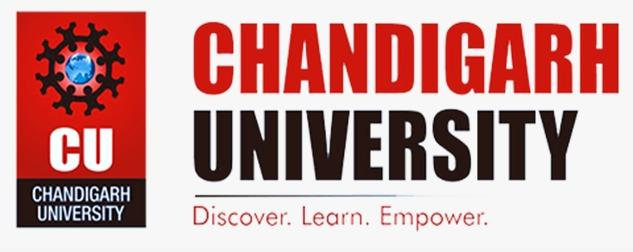 CU
CHANDIGARH
UNIVERSITY
CHANDIGARH
UNIVERSITY
Discover. Learn. Empower.